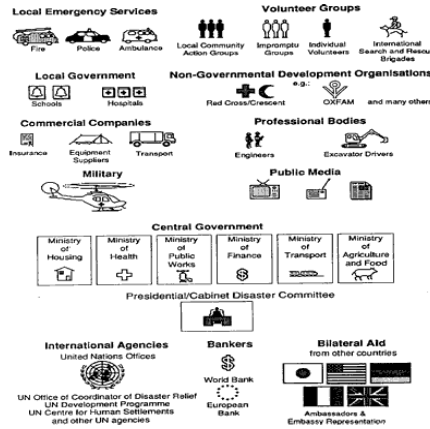 Local Emergency Services
Fire
Police
Ambulance
Volunteer Groups
Local Community
Action Groups
Impromptu
Groups
Individual
Volunteers
International
Search and Rescue
Brigades
Local Government
Schools
Hospitals
Non-Governmental Development Organisations
e.g.:
Red Cross/Crescent
OXFAM
and many others
Commercial Companies
Insurance
Equipment
Suppliers
Transport
Professional Bodies
Engineers
Excavator Drivers
Military
Public Media
Central Government
Ministry
of
Housing
Ministry
of
Health
Ministry
of
Public
Works
Ministry
of
Finance
$
Ministry
of
Transport
Ministry
of
Agriculture
and Food
Presidential/Cabinet Disaster Committee
International Agencies
United Nations Offices
UN Office of Coordinator of Disaster Relief
UN Development Programme
UN Centre for Human Settlements
and other UN agencies
Bankers
$
World Bank
European
Bank
Bilateral Aid
from other countries
Ambassadors &
Embassy Representation